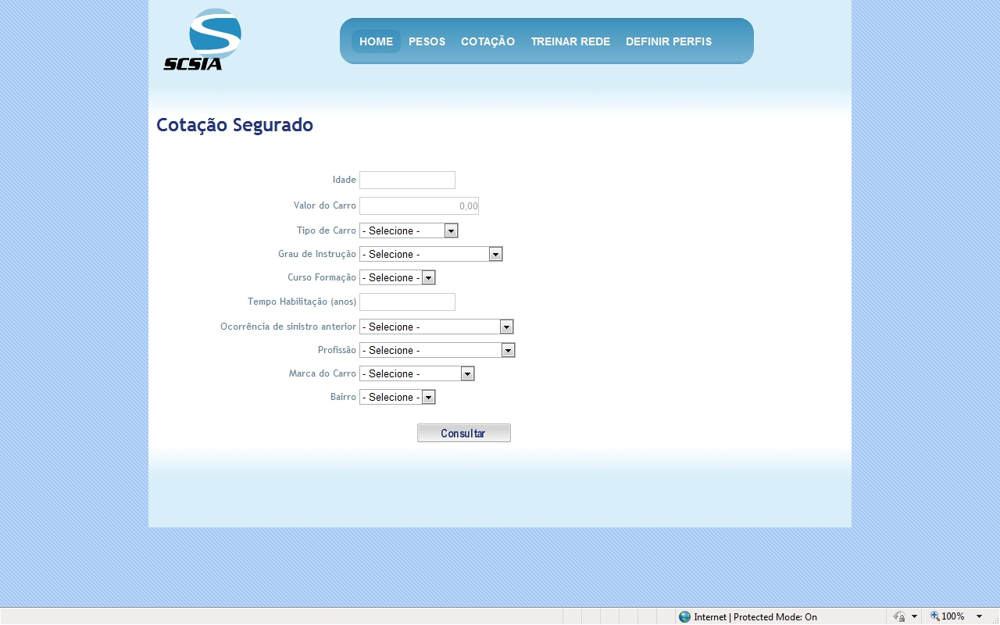 SCSIA
HOME PESOS COTAÇÃO TREINAR REDE DEFINIR PERFIS
Cotação Segurado
Idade
Valor do Carro 0,00
Tipo de Carro - Selecione -
Grau de Instrução - Selecione -
Curso Formação - Selecione -
Tempo Habilitação (anos)
Ocorrência de sinistro anterior - Selecione -
Profissão - Selecione -
Marca do Carro - Selecione -
Bairro - Selecione -
Consultar
Internet | Protected Mode: On 100%